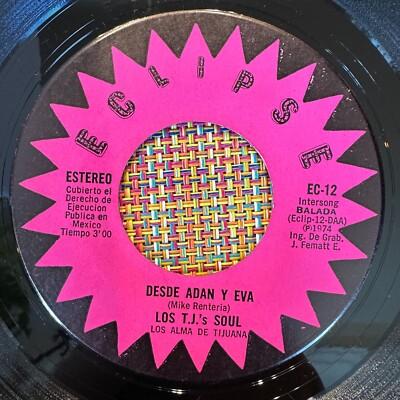 ECLIPSE
ESTEREO
Cubierto el
Derecho de
Ejecucion
Publica en
Mexico
Tiempo 3'00
EC-12
Intersong
BALADA
(Eclip-12-DAA)
(P)1974
Ing. De Grab.
J. Fematt E.
DESDE ADAN Y EVA
(Mike Renteria)
LOS T.J.'s SOUL
LOS ALMA DE TIJUANA